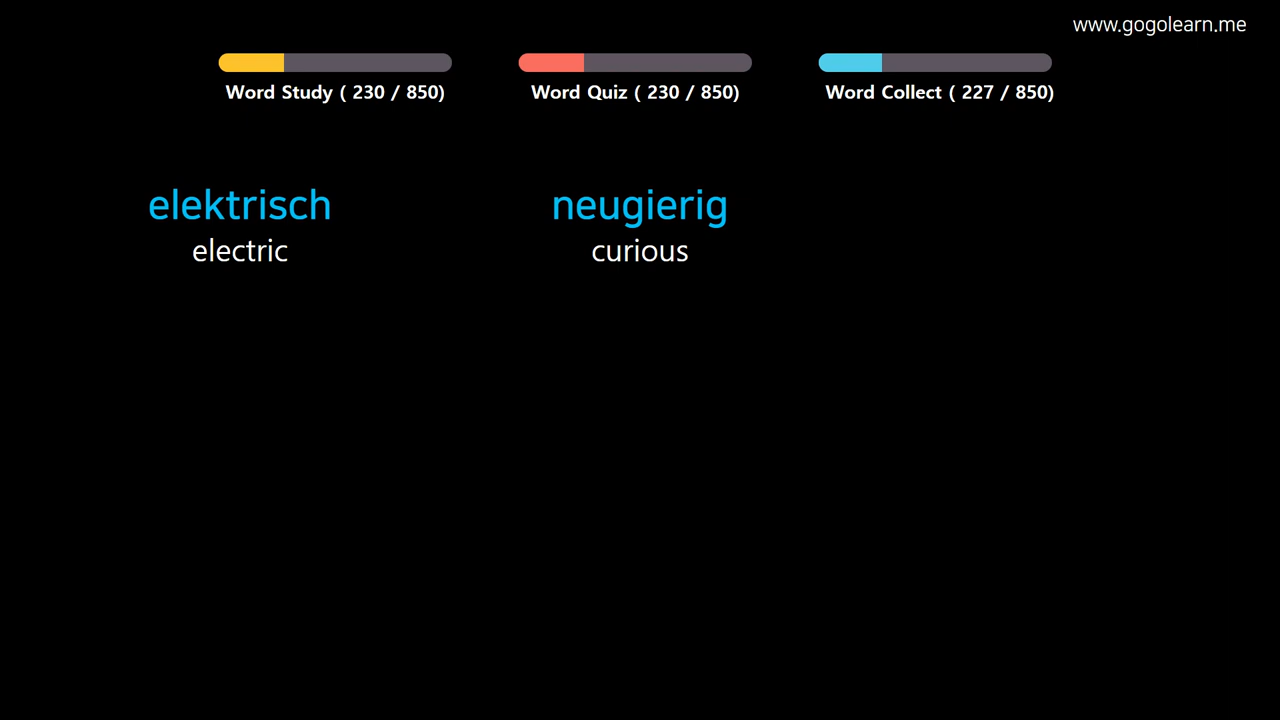 www.gogolearn.me
Word Study ( 230 / 850)
Word Quiz ( 230 / 850)
Word Collect ( 227 / 850)
elektrisch
electric
neugierig
curious